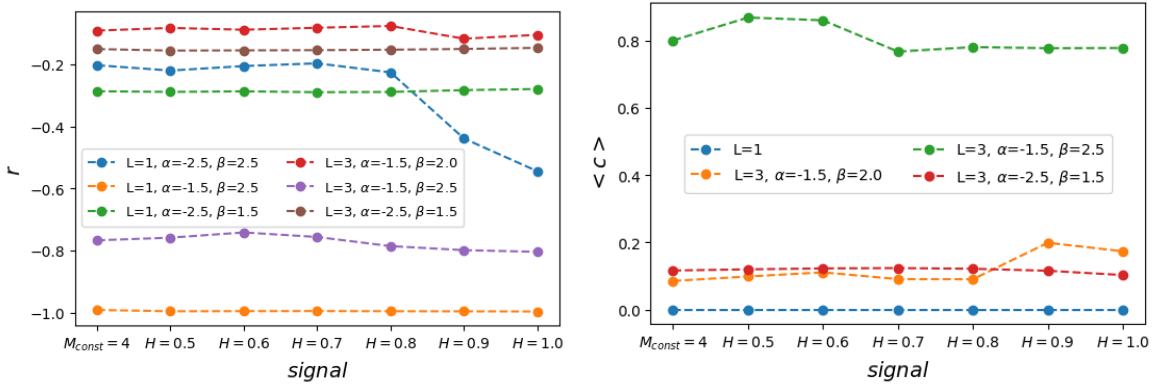 −0.2
−0.4
−0.6
−0.8
−1.0
r
L=1, α=-2.5, β=2.5
L=1, α=-1.5, β=2.5
L=1, α=-2.5, β=1.5
L=3, α=-1.5, β=2.0
L=3, α=-1.5, β=2.5
L=3, α=-2.5, β=1.5
M_const = 4 H = 0.5 H = 0.6 H = 0.7 H = 0.8 H = 0.9 H = 1.0
signal
0.8
0.6
0.4
0.2
0.0
< c >
L=1
L=3, α=-1.5, β=2.0
L=3, α=-1.5, β=2.5
L=3, α=-2.5, β=1.5
M_const = 4 H = 0.5 H = 0.6 H = 0.7 H = 0.8 H = 0.9 H = 1.0
signal